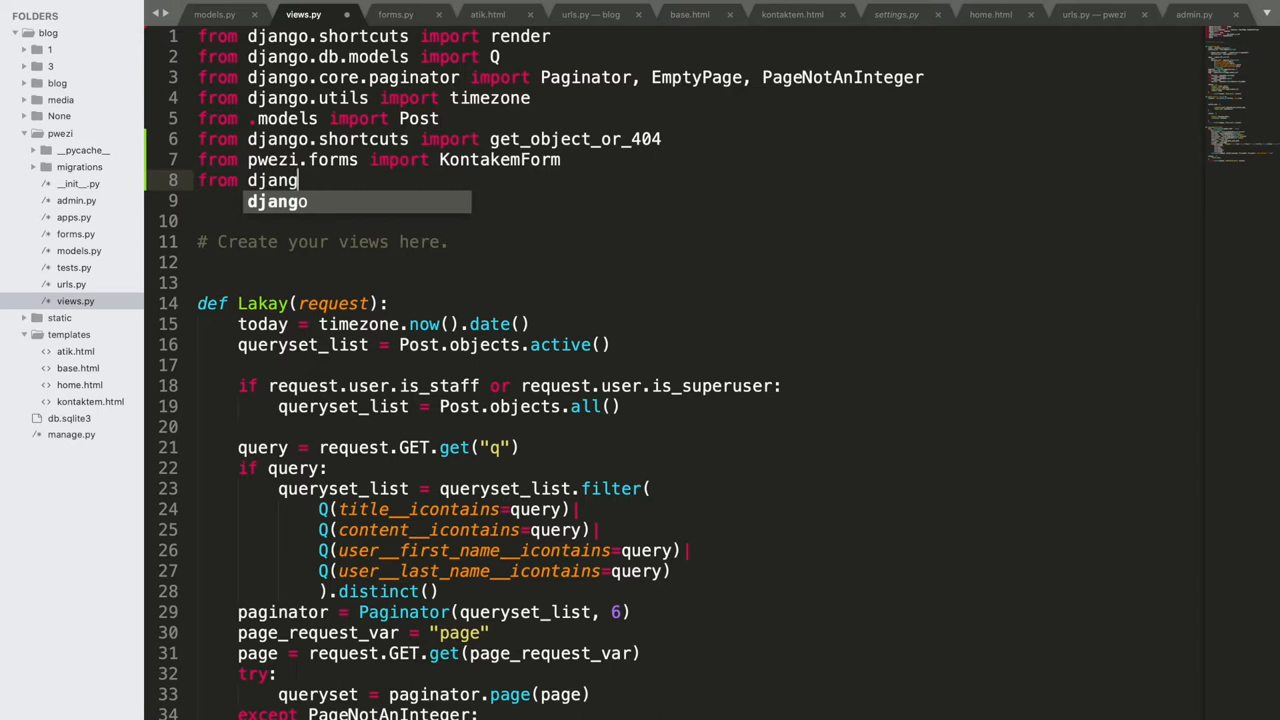 FOLDERS
blog
1
3
blog
media
None
pwezi
__pycache__
migrations
/* __init__.py
/* admin.py
/* apps.py
/* forms.py
/* models.py
/* tests.py
/* urls.py
/* views.py
static
templates
<> atik.html
<> base.html
<> home.html
<> kontaktem.html
db.sqlite3
manage.py
models.py
views.py
forms.py
atik.html
urls.py — blog
base.html
kontaktem.html
settings.py
home.html
urls.py — pwezi
admin.py
1 from django.shortcuts import render
2 from django.db.models import Q
3 from django.core.paginator import Paginator, EmptyPage, PageNotAnInteger
4 from django.utils import timezone
5 from .models import Post
6 from django.shortcuts import get_object_or_404
7 from pwezi.forms import KontakemForm
8 from djang
django
9
10
11 # Create your views here.
12
13
14 def Lakay(request):
15 today = timezone.now().date()
16 queryset_list = Post.objects.active()
17
18 if request.user.is_staff or request.user.is_superuser:
19 queryset_list = Post.objects.all()
20
21 query = request.GET.get("q")
22 if query:
23 queryset_list = queryset_list.filter(
24 Q(title__icontains=query)|
25 Q(content__icontains=query)|
26 Q(user__first_name__icontains=query)|
27 Q(user__last_name__icontains=query)
28 ).distinct()
29 paginator = Paginator(queryset_list, 6)
30 page_request_var = "page"
31 page = request.GET.get(page_request_var)
32 try:
33 queryset = paginator.page(page)
34 except PageNotAnInteger: